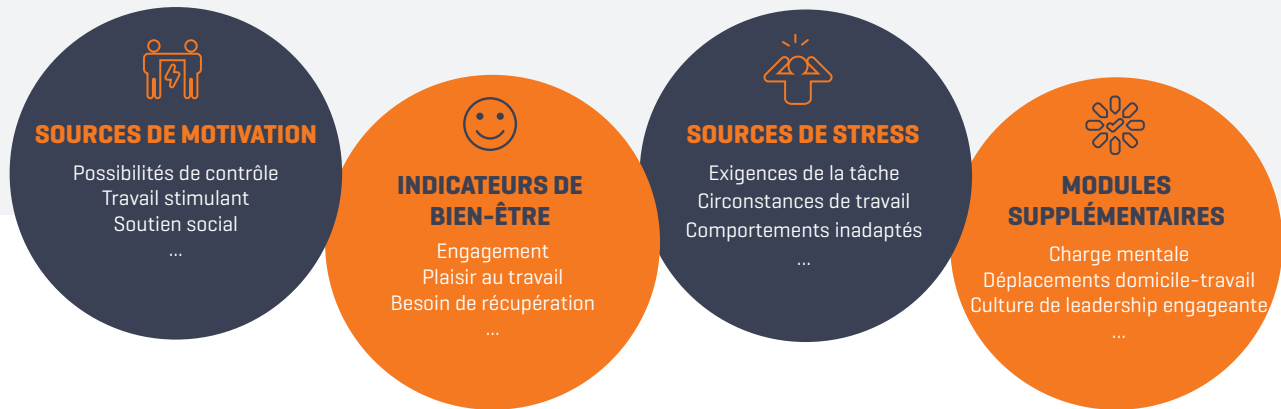 SOURCES DE MOTIVATION
Possibilités de contrôle
Travail stimulant
Soutien social
...
INDICATEURS DE
BIEN-ÊTRE
Engagement
Plaisir au travail
Besoin de récupération
...
SOURCES DE STRESS
Exigences de la tâche
Circonstances de travail
Comportements inadaptés
...
MODULES
SUPPLÉMENTAIRES
Charge mentale
Déplacements domicile-travail
Culture de leadership engageante
...